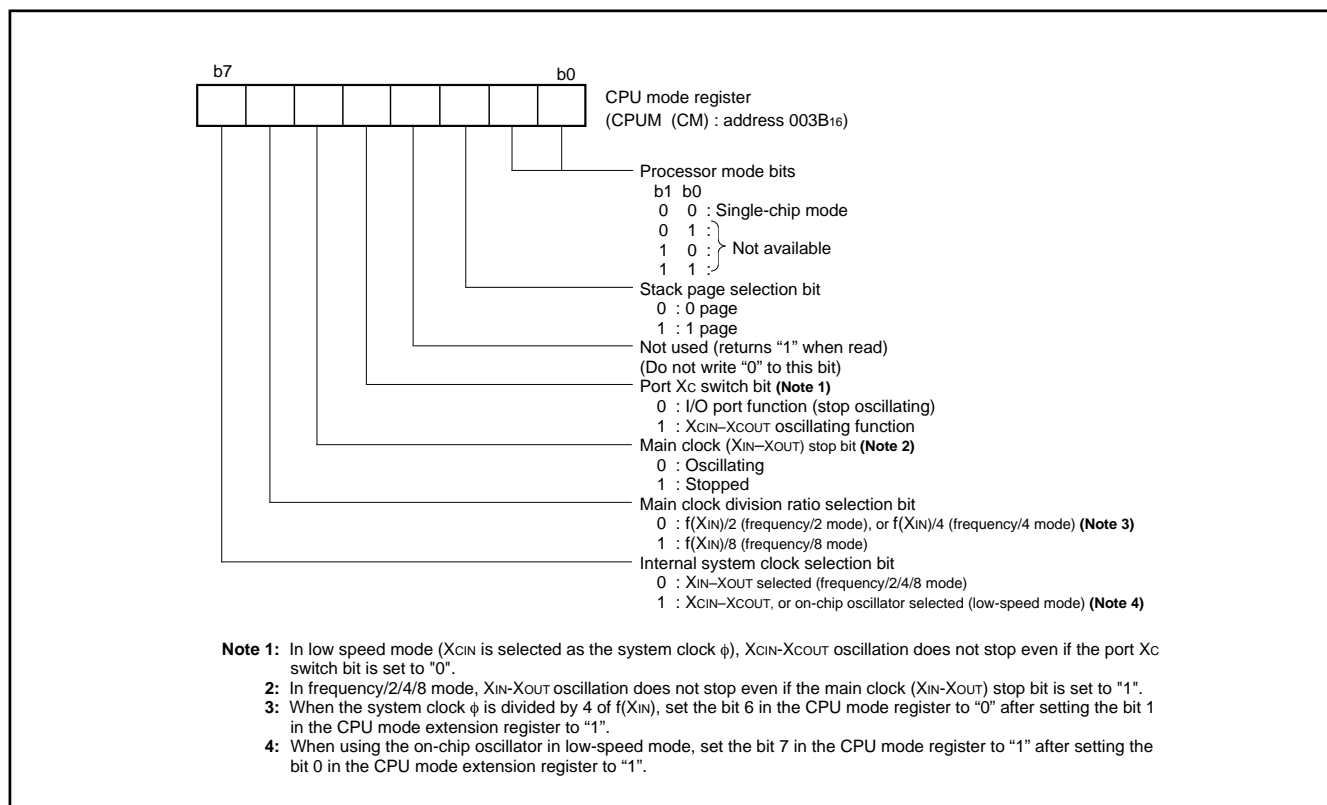 b7 b0
CPU mode register
(CPUM (CM) : address 003B16)
Processor mode bits
b1 b0
0 0 : Single-chip mode
0 1 :
1 0 : Not available
1 1 :
Stack page selection bit
0 : 0 page
1 : 1 page
Not used (returns “1” when read)
(Do not write “0” to this bit)
Port XC switch bit (Note 1)
0 : I/O port function (stop oscillating)
1 : XCIN–XCOUT oscillating function
Main clock (XIN–XOUT) stop bit (Note 2)
0 : Oscillating
1 : Stopped
Main clock division ratio selection bit
0 : f(XIN)/2 (frequency/2 mode), or f(XIN)/4 (frequency/4 mode) (Note 3)
1 : f(XIN)/8 (frequency/8 mode)
Internal system clock selection bit
0 : XIN–XOUT selected (frequency/2/4/8 mode)
1 : XCIN–XCOUT, or on-chip oscillator selected (low-speed mode) (Note 4)
Note 1: In low speed mode (XCIN is selected as the system clock ϕ), XCIN-XCOUT oscillation does not stop even if the port XC
switch bit is set to "0".
2: In frequency/2/4/8 mode, XIN-XOUT oscillation does not stop even if the main clock (XIN-XOUT) stop bit is set to "1".
3: When the system clock ϕ is divided by 4 of f(XIN), set the bit 6 in the CPU mode register to “0” after setting the bit 1
in the CPU mode extension register to “1”.
4: When using the on-chip oscillator in low-speed mode, set the bit 7 in the CPU mode register to “1” after setting the
bit 0 in the CPU mode extension register to “1”.